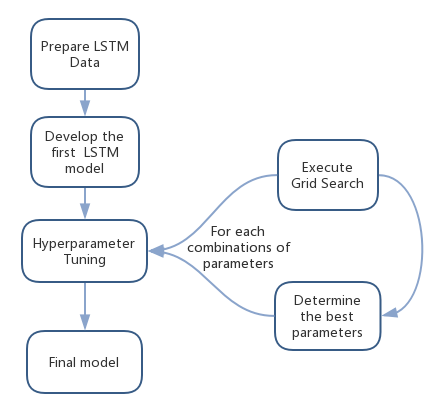 Prepare LSTM
Data
Develop the
first LSTM
model
Hyperparameter
Tuning
Final model
Execute
Grid Search
For each
combinations of
parameters
Determine
the best
parameters